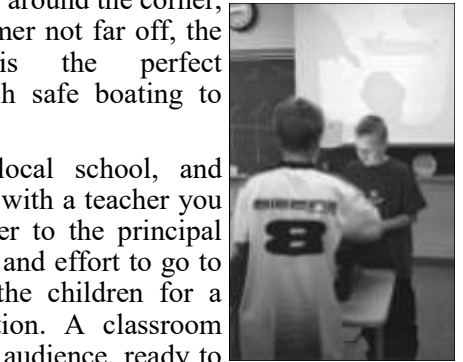 around the corner,
mer not far off, the
is the perfect
h safe boating to
local school, and
with a teacher you
er to the principal
and effort to go to
the children for a
tion. A classroom
audience, ready to
8